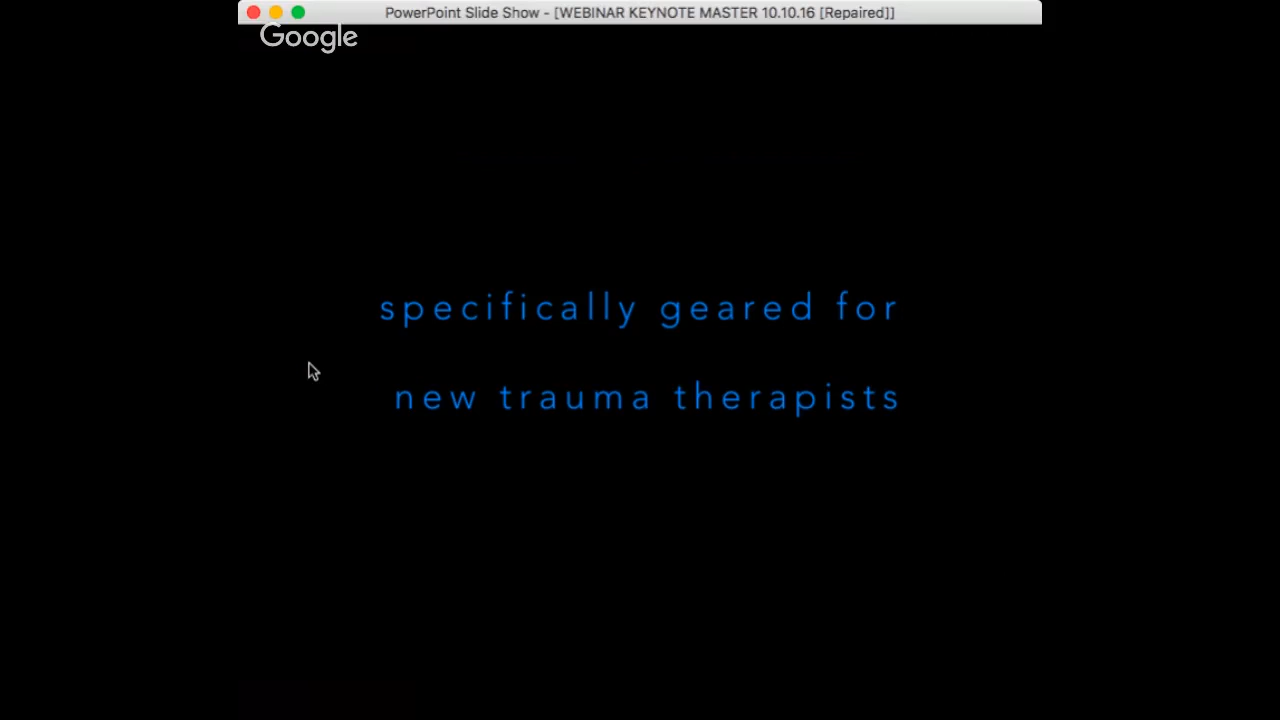 PowerPoint Slide Show - [WEBINAR KEYNOTE MASTER 10.10.16 [Repaired]]
Google
specifically geared for
new trauma therapists